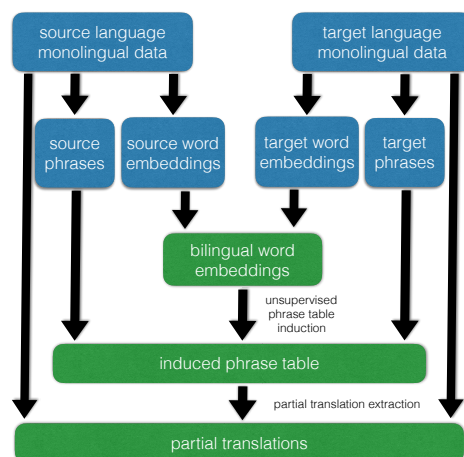 source language
monolingual data
target language
monolingual data
source
phrases
source word
embeddings
target word
embeddings
target
phrases
bilingual word
embeddings
unsupervised
phrase table
induction
induced phrase table
partial translation extraction
partial translations